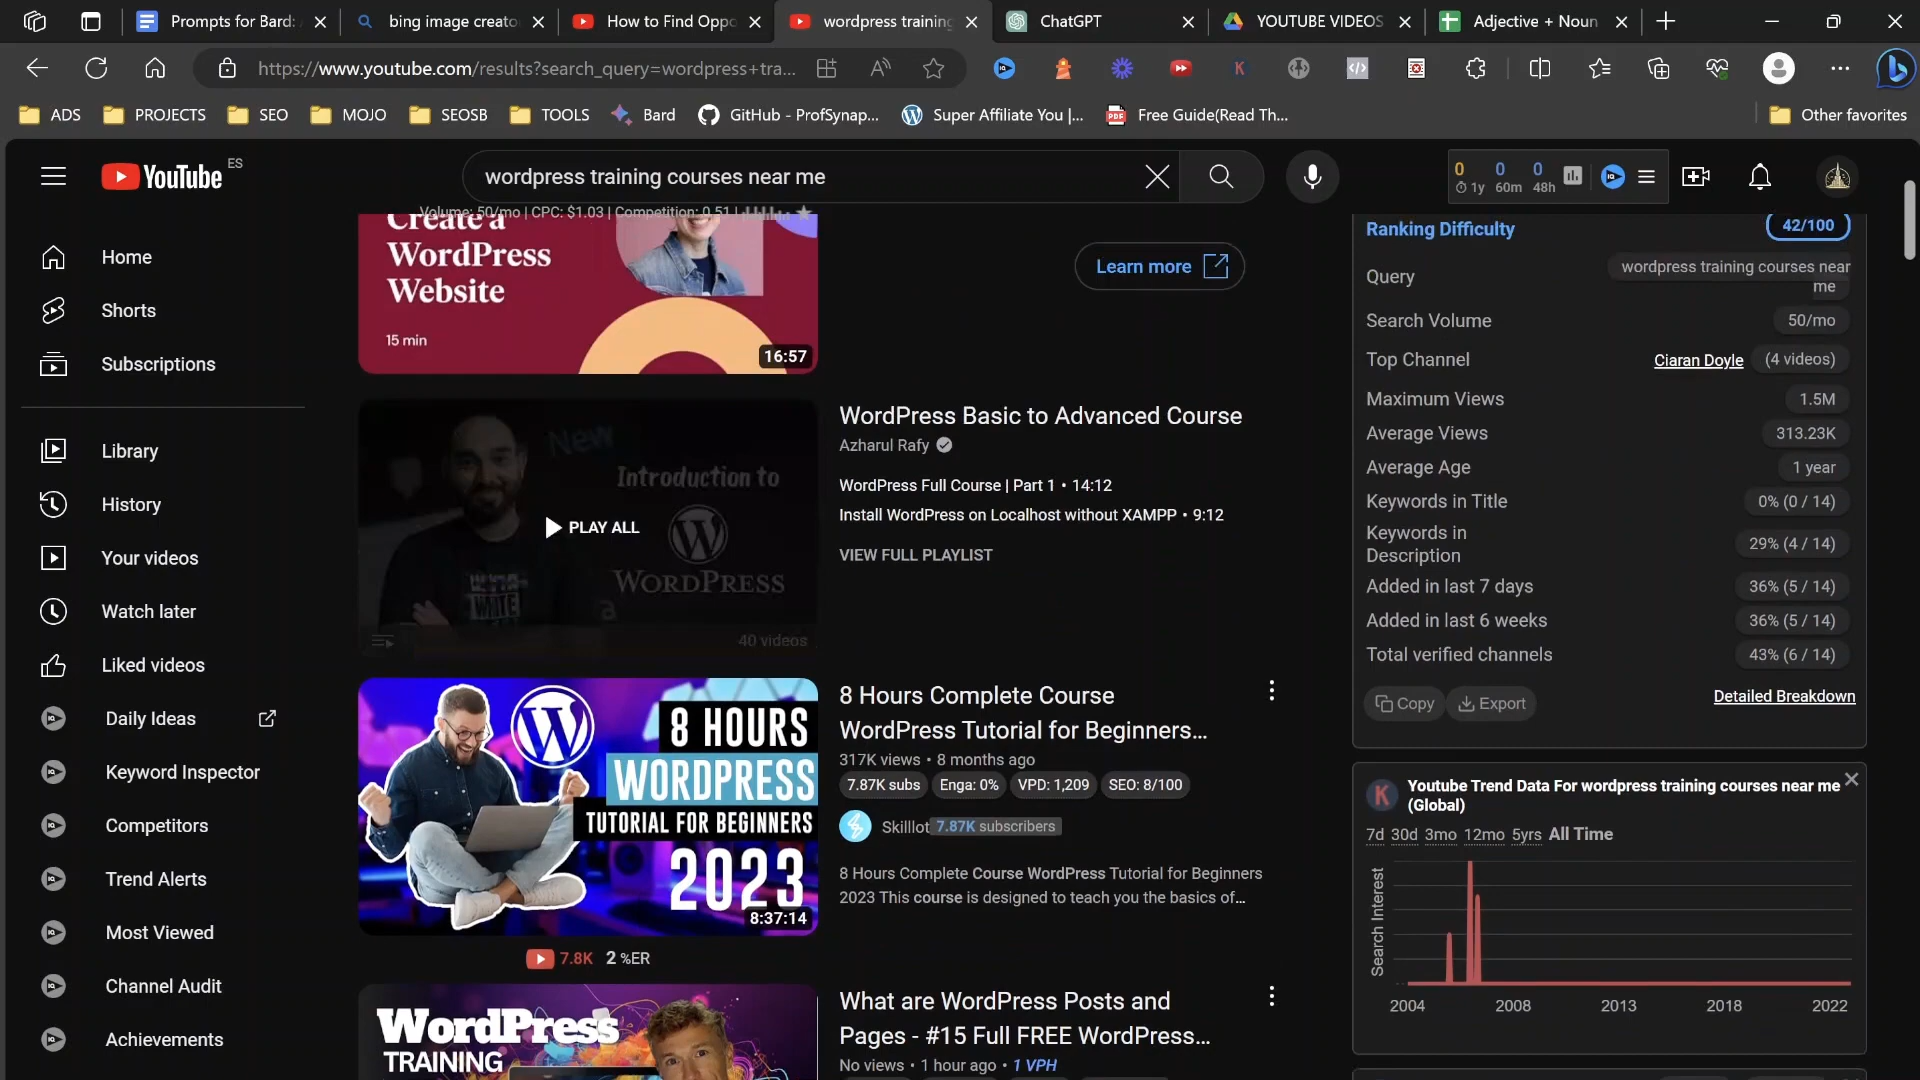 Prompts for Bard:
bing image creato
How to Find Oppo
wordpress training
ChatGPT
YOUTUBE VIDEOS
Adjective + Noun
https://www.youtube.com/results?search_query=wordpress+tra...
ADS
PROJECTS
SEO
MOJO
SEOSB
TOOLS
Bard
GitHub - ProfSynap...
Super Affiliate You |...
Free Guide(Read Th...
Other favorites
YouTube ES
wordpress training courses near me
0 0 0
1y 60m 48h
Volume: 50/mo | CPC: $1.03 | Competition: 0.51 |
Home
Shorts
Subscriptions
Library
History
Your videos
Watch later
Liked videos
Daily Ideas
Keyword Inspector
Competitors
Trend Alerts
Most Viewed
Channel Audit
Achievements
Create a
WordPress
Website
15 min
16:57
Learn more
New
Introduction to
WORDPRESS
PLAY ALL
40 videos
WordPress Basic to Advanced Course
Azharul Rafy
WordPress Full Course | Part 1 • 14:12
Install WordPress on Localhost without XAMPP • 9:12
VIEW FULL PLAYLIST
8 HOURS
WORDPRESS
TUTORIAL FOR BEGINNERS
2023
8:37:14
7.8K 2 %ER
8 Hours Complete Course
WordPress Tutorial for Beginners...
317K views • 8 months ago
7.87K subs Enga: 0% VPD: 1,209 SEO: 8/100
Skilllot 7.87K subscribers
8 Hours Complete Course WordPress Tutorial for Beginners
2023 This course is designed to teach you the basics of...
WordPress
TRAINING
What are WordPress Posts and
Pages - #15 Full FREE WordPress...
No views • 1 hour ago • 1 VPH
Ranking Difficulty 42/100
Query wordpress training courses near
me
Search Volume 50/mo
Top Channel Ciaran Doyle (4 videos)
Maximum Views 1.5M
Average Views 313.23K
Average Age 1 year
Keywords in Title 0% (0 / 14)
Keywords in
Description 29% (4 / 14)
Added in last 7 days 36% (5 / 14)
Added in last 6 weeks 36% (5 / 14)
Total verified channels 43% (6 / 14)
Copy Export Detailed Breakdown
Youtube Trend Data For wordpress training courses near me
(Global)
7d 30d 3mo 12mo 5yrs All Time
Search Interest
2004 2008 2013 2018 2022